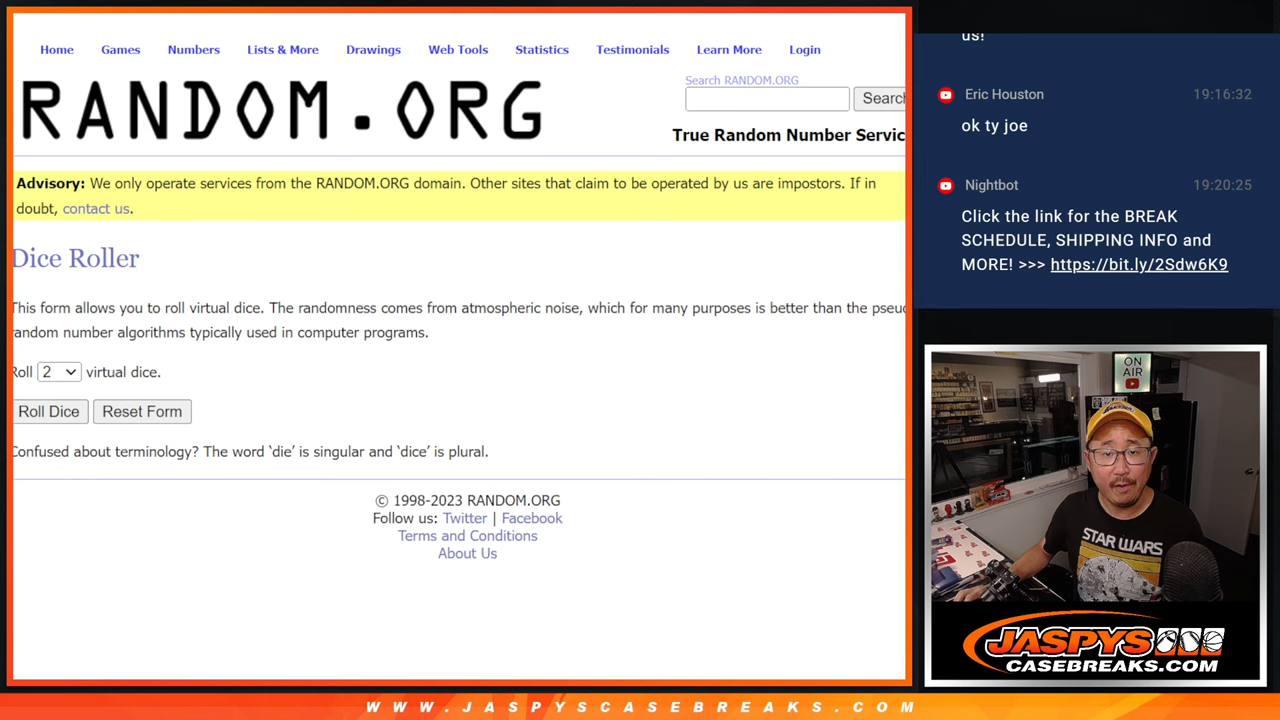 Home Games Numbers Lists & More Drawings Web Tools Statistics Testimonials Learn More Login
RANDOM.ORG
Search RANDOM.ORG
Search
True Random Number Servic
Advisory: We only operate services from the RANDOM.ORG domain. Other sites that claim to be operated by us are impostors. If in
doubt, contact us.
Dice Roller
This form allows you to roll virtual dice. The randomness comes from atmospheric noise, which for many purposes is better than the pseudo
random number algorithms typically used in computer programs.
Roll 2 virtual dice.
Roll Dice Reset Form
Confused about terminology? The word ‘die’ is singular and ‘dice’ is plural.
© 1998-2023 RANDOM.ORG
Follow us: Twitter | Facebook
Terms and Conditions
About Us
us!
Eric Houston 19:16:32
ok ty joe
Nightbot 19:20:25
Click the link for the BREAK
SCHEDULE, SHIPPING INFO and
MORE! >>> https://bit.ly/2Sdw6K9
ON
AIR
STAR WARS
JASPYS
CASEBREAKS.COM
WWW.JASPYSCASEBREAKS.COM